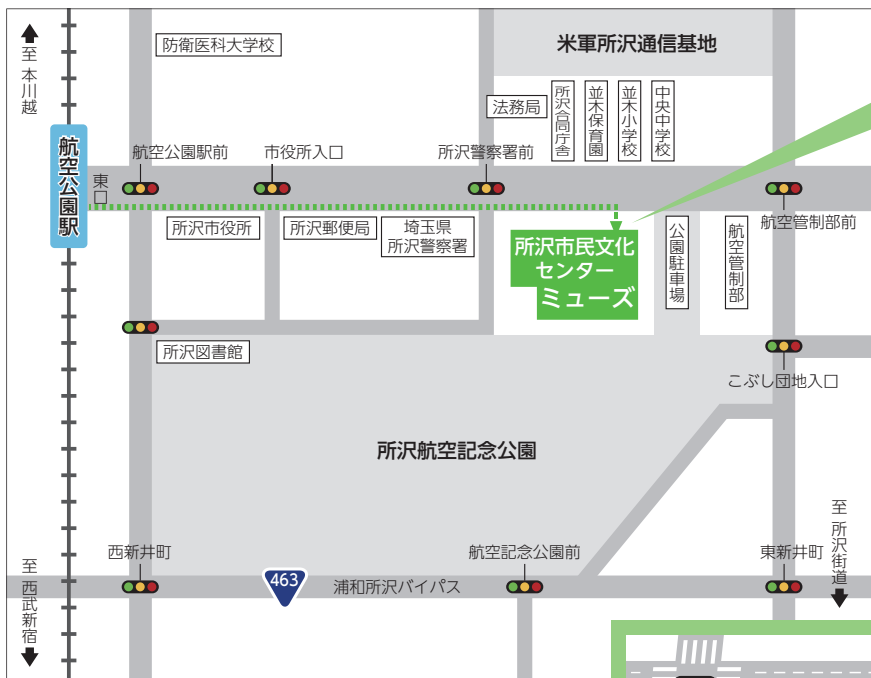 至 本川越
防衛医科大学校
米軍所沢通信基地
法務局
所沢合同庁舎
並木保育園
並木小学校
中央中学校
航空公園駅
東口
航空公園駅前
市役所入口
所沢警察署前
航空管制部前
所沢市役所
所沢郵便局
埼玉県
所沢警察署
所沢市民文化
センター
ミューズ
公園駐車場
航空管制部
所沢図書館
こぶし団地入口
所沢航空記念公園
至 所沢街道
西新井町
航空記念公園前
東新井町
至 西武新宿
463
浦和所沢バイパス